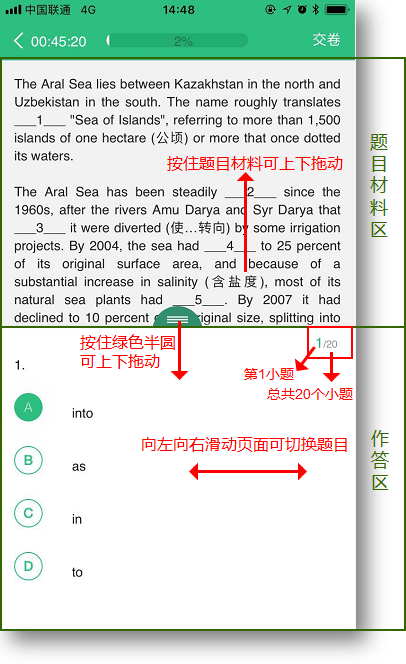 中国联通 4G 14:48
00:45:20 2% 交卷
The Aral Sea lies between Kazakhstan in the north and
Uzbekistan in the south. The name roughly translates
___1___ "Sea of Islands", referring to more than 1,500
islands of one hectare (公顷) or more that once dotted
its waters.
按住题目材料可上下拖动
The Aral Sea has been steadily ___2___ since the
1960s, after the rivers Amu Darya and Syr Darya that
___3___ it were diverted (使…转向) by some irrigation
projects. By 2004, the sea had ___4___ to 25 percent
of its original surface area, and because of a
substantial increase in salinity (含盐度), most of its
natural sea plants had ___5___. By 2007 it had
declined to 10 percent original size, splitting into
题目材料区
按住绿色半圆
可上下拖动
1/20
1.
第1小题
总共20个小题
A into
向左向右滑动页面可切换题目
B as
C in
D to
作答区